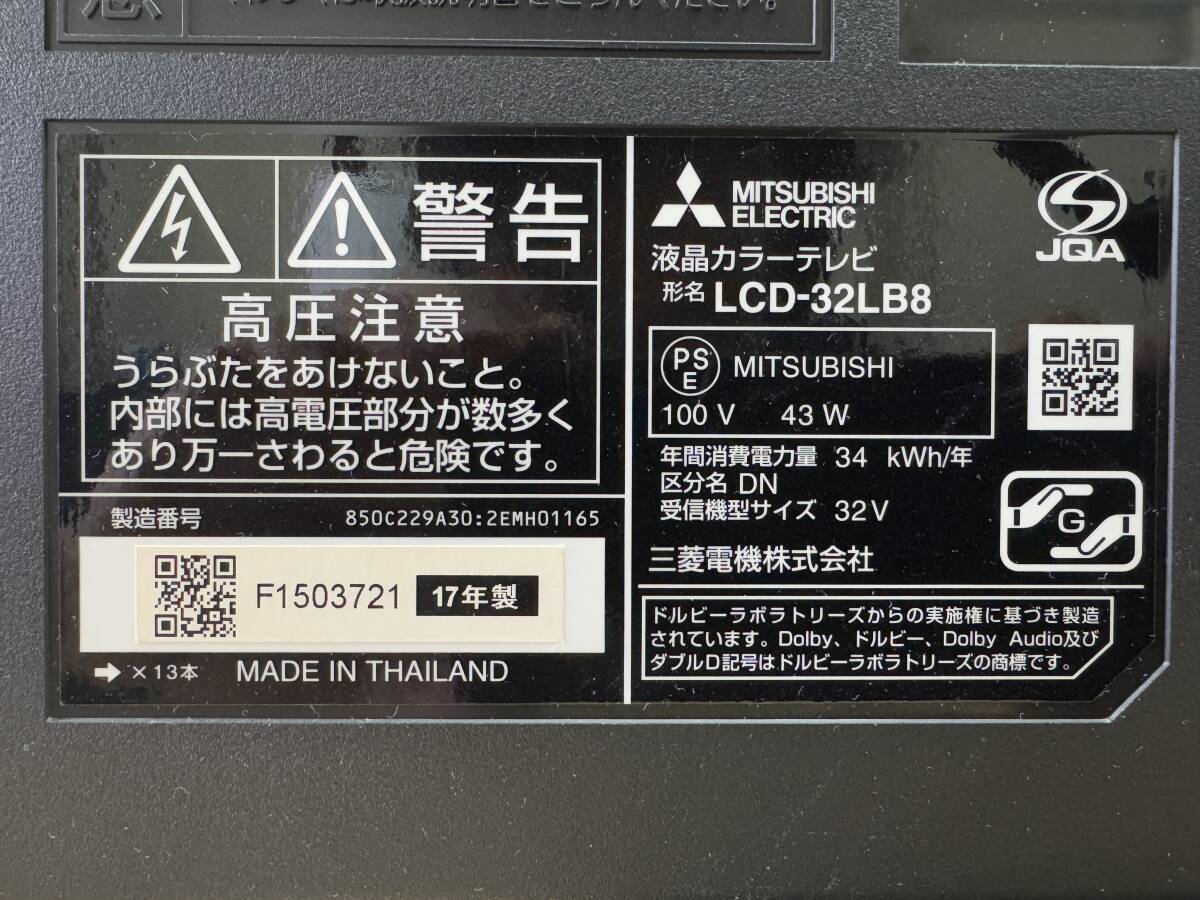 警告
高圧注意
うらぶたをあけないこと。
内部には高電圧部分が数多く
あり万一さわると危険です。
製造番号 850C229A30:2EMH01165
F1503721 17年製
×13本 MADE IN THAILAND
MITSUBISHI
ELECTRIC
JQA
液晶カラーテレビ
形名 LCD-32LB8
PS
E
MITSUBISHI
100 V 43 W
年間消費電力量 34 kWh/年
区分名 DN
受信機型サイズ 32V
G
三菱電機株式会社
ドルビーラボラトリーズからの実施権に基づき製造
されています。Dolby、ドルビー、Dolby Audio及び
ダブルD記号はドルビーラボラトリーズの商標です。